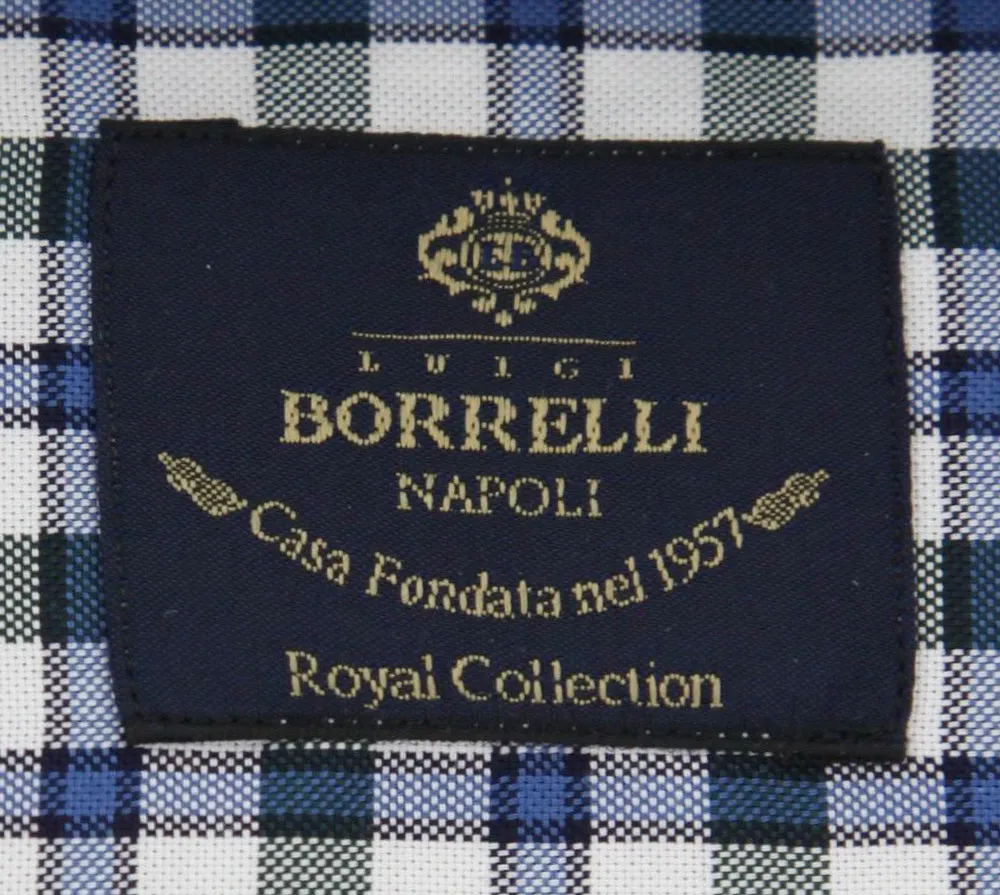 LUIGI
BORRELLI
NAPOLI
Casa Fondata nel 1957
Royal Collection